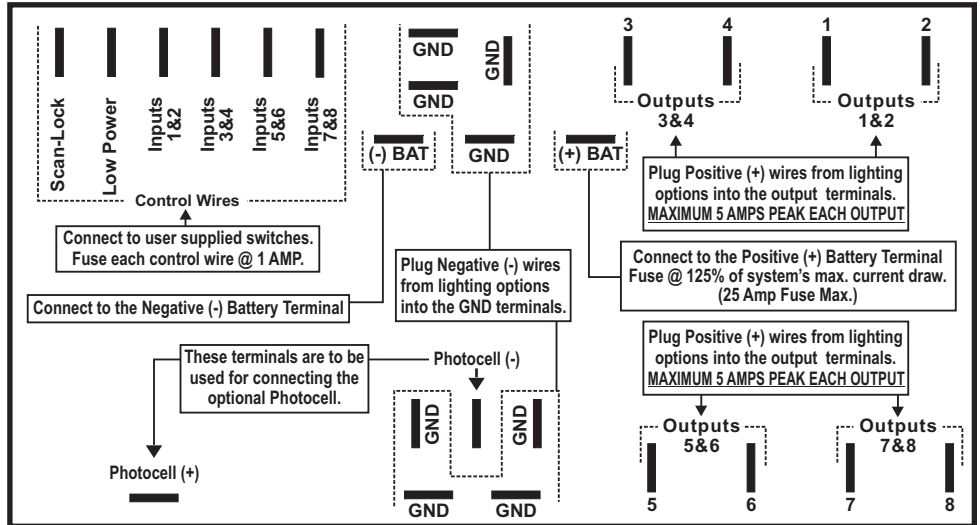 Scan-Lock
Low Power
Inputs
1&2
Inputs
3&4
Inputs
5&6
Inputs
7&8
Control Wires
Connect to user supplied switches.
Fuse each control wire @ 1 AMP.
GND
GND
GND
GND
(-) BAT
(+) BAT
3
4
1
2
Outputs
3&4
Outputs
1&2
Plug Positive (+) wires from lighting
options into the output terminals.
MAXIMUM 5 AMPS PEAK EACH OUTPUT
Connect to the Negative (-) Battery Terminal
Plug Negative (-) wires
from lighting options
into the GND terminals.
Connect to the Positive (+) Battery Terminal
Fuse @ 125% of system's max. current draw.
(25 Amp Fuse Max.)
These terminals are to be
used for connecting the
optional Photocell.
Photocell (-)
Photocell (+)
GND
GND
GND
GND
Plug Positive (+) wires from lighting
options into the output terminals.
MAXIMUM 5 AMPS PEAK EACH OUTPUT
Outputs
5&6
Outputs
7&8
5
6
7
8